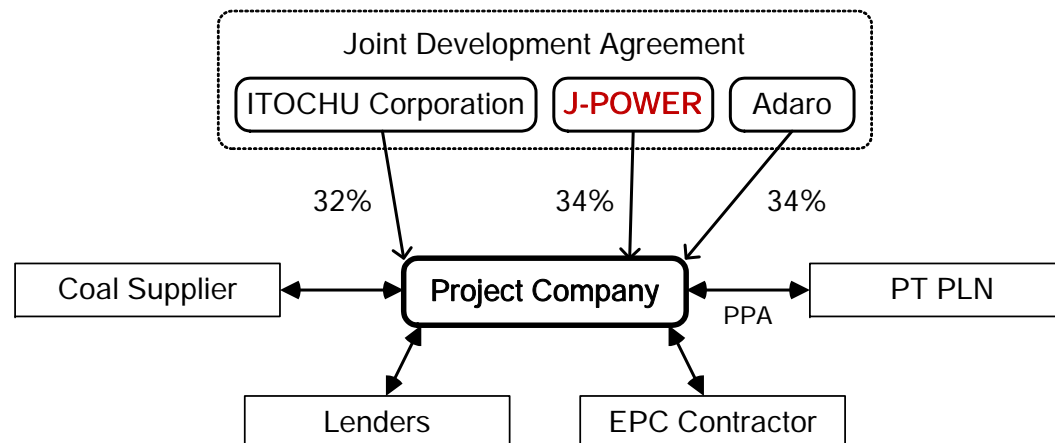 Joint Development Agreement
ITOCHU Corporation
J-POWER
Adaro
32%
34%
34%
Coal Supplier
Project Company
PT PLN
PPA
Lenders
EPC Contractor